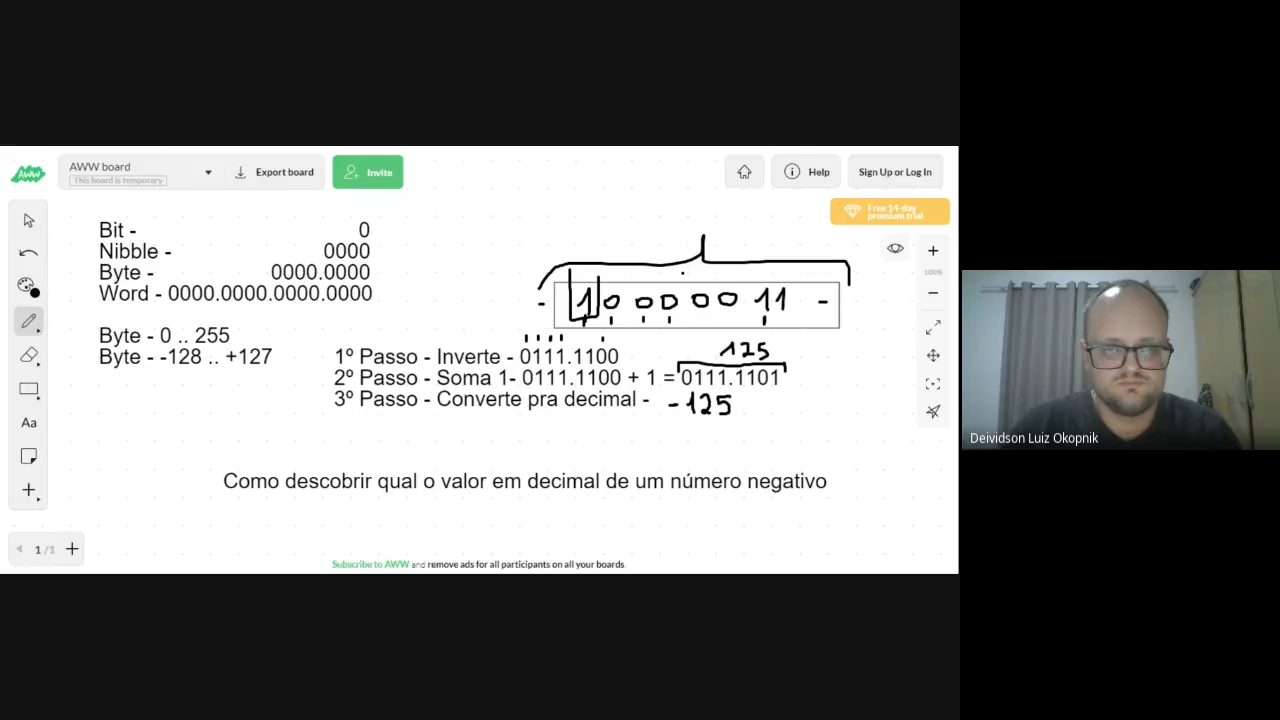 AWW board
This board is temporary
Export board
Invite
Help
Sign Up or Log In
AWW
Free 14-day
premium trial
Bit - 0
Nibble - 0000
Byte - 0000.0000
Word - 0000.0000.0000.0000
100%
- 10000011 -
Byte - 0 .. 255
Byte - -128 .. +127
125
1º Passo - Inverte - 0111.1100
2º Passo - Soma 1- 0111.1100 + 1 = 0111.1101
3º Passo - Converte pra decimal - -125
Aa
Deividson Luiz Okopnik
Como descobrir qual o valor em decimal de um número negativo
1 /1
Subscribe to AWW and remove ads for all participants on all your boards.